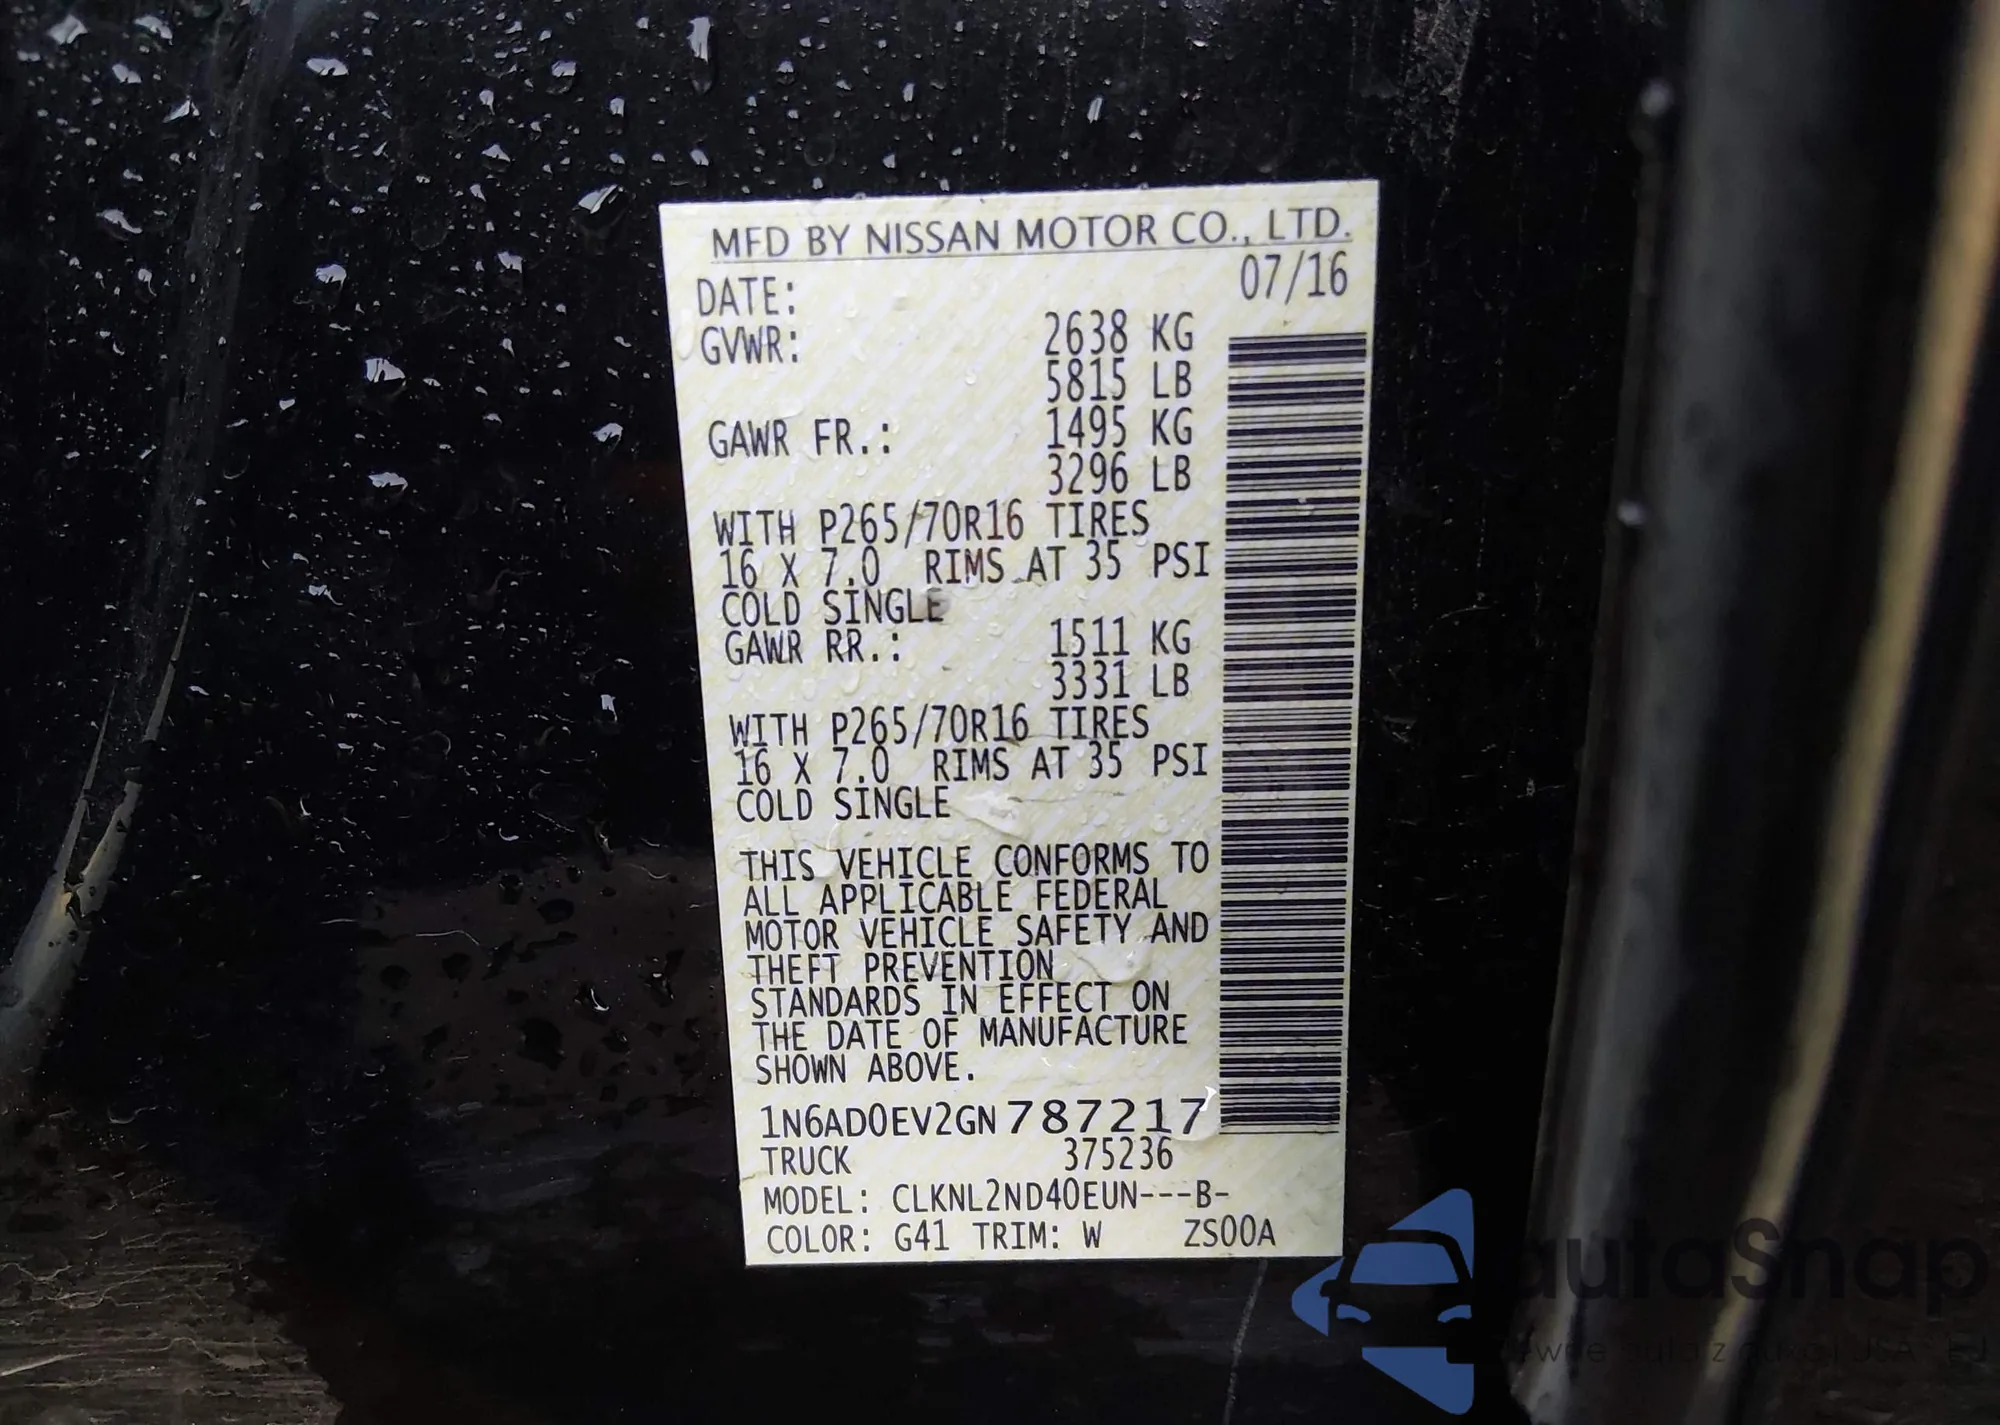 MFD BY NISSAN MOTOR CO., LTD.
DATE: 07/16
GVWR: 2638 KG
5815 LB
GAWR FR.: 1495 KG
3296 LB
WITH P265/70R16 TIRES
16 X 7.0 RIMS AT 35 PSI
COLD SINGLE
GAWR RR.: 1511 KG
3331 LB
WITH P265/70R16 TIRES
16 X 7.0 RIMS AT 35 PSI
COLD SINGLE
THIS VEHICLE CONFORMS TO
ALL APPLICABLE FEDERAL
MOTOR VEHICLE SAFETY AND
THEFT PREVENTION
STANDARDS IN EFFECT ON
THE DATE OF MANUFACTURE
SHOWN ABOVE.
1N6AD0EV2GN787217
TRUCK 375236
MODEL: CLKNL2ND40EUN---B-
COLOR: G41 TRIM: W ZS00A
autaSnap